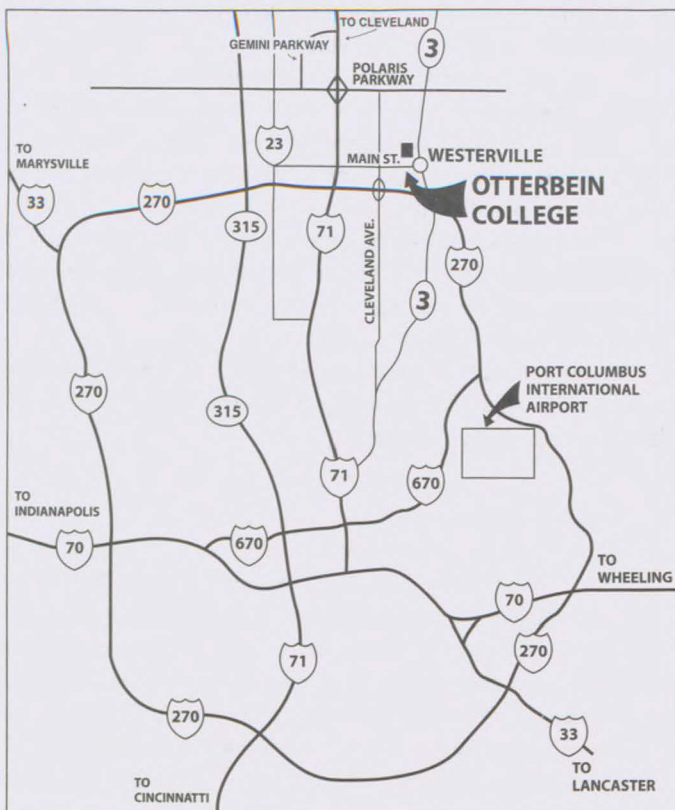 TO CLEVELAND
GEMINI PARKWAY
3
POLARIS
PARKWAY
23
MAIN ST.
WESTERVILLE
TO
MARYSVILLE
OTTERBEIN
COLLEGE
33
270
315
71
CLEVELAND AVE.
270
3
PORT COLUMBUS
INTERNATIONAL
AIRPORT
270
315
71
670
TO
INDIANAPOLIS
70
670
TO
WHEELING
70
71
270
270
33
TO
CINCINNATTI
TO
LANCASTER